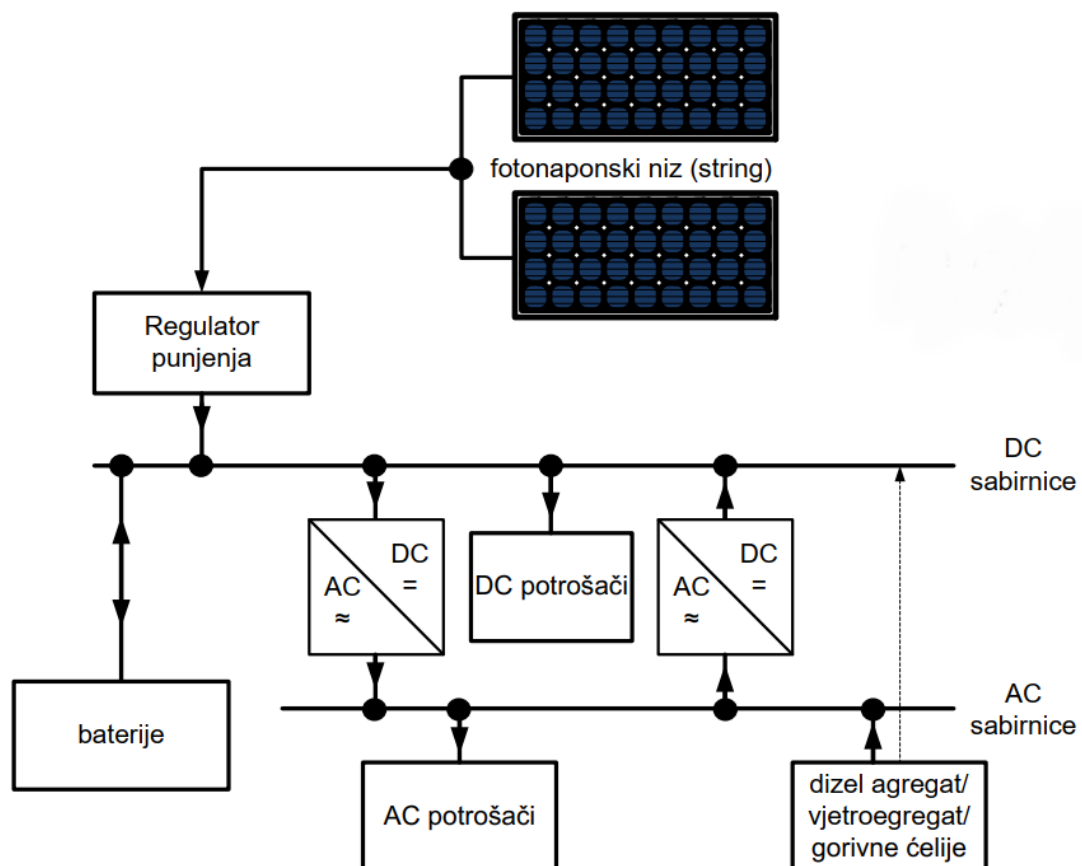 fotonaponski niz (string)
Regulator
punjenja
DC
sabirnice
DC
=
AC
≈
DC potrošači
DC
=
AC
≈
baterije
AC
sabirnice
AC potrošači
dizel agregat/
vjetroegregat/
gorivne ćelije